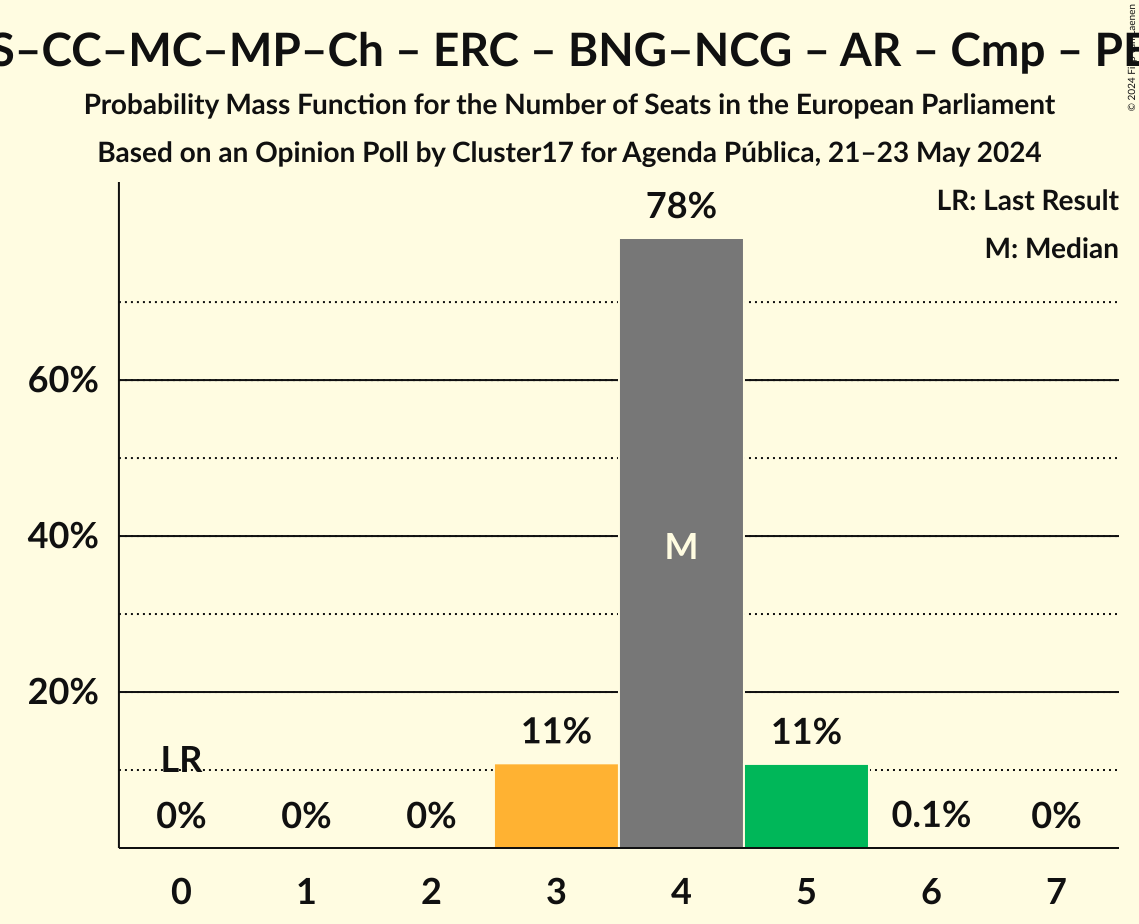 S–CC–MC–MP–Ch – ERC – BNG–NCG – AR – Cmp –
Probability Mass Function for the Number of Seats in the European Parliament
Based on an Opinion Poll by Cluster17 for Agenda Pública, 21–23 May 2024
LR: Last Result
M: Median
78%
60%
40%
M
20%
11% 11%
LR
0% 0% 0% 0.1% 0%
0 1 2 3 4 5 6 7
© 2024